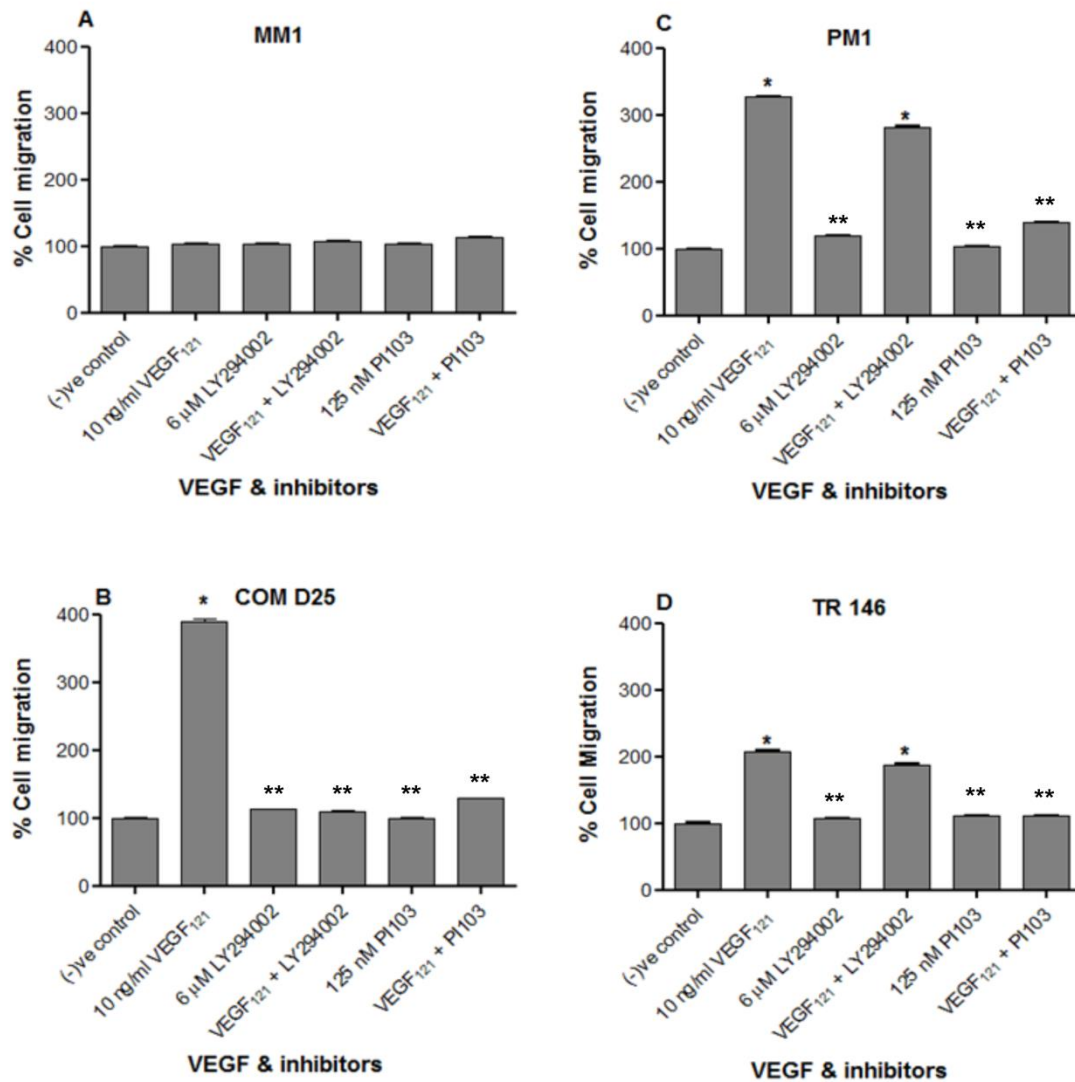 A
MM1
400
300
200
100
0
% Cell migration
(-)ve control
10 ng/ml VEGF₁₂₁
6 µM LY294002
VEGF₁₂₁ + LY294002
125 nM PI103
VEGF₁₂₁ + PI103
VEGF & inhibitors
C
PM1
400
300
200
100
0
% Cell migration
*
**
*
**
**
(-)ve control
10 ng/ml VEGF₁₂₁
6 µM LY294002
VEGF₁₂₁ + LY294002
125 nM PI103
VEGF₁₂₁ + PI103
VEGF & inhibitors
B
COM D25
400
300
200
100
0
% Cell migration
*
**
**
**
**
(-)ve control
10 ng/ml VEGF₁₂₁
6 µM LY294002
VEGF₁₂₁ + LY294002
125 nM PI103
VEGF₁₂₁ + PI103
VEGF & inhibitors
D
TR 146
400
300
200
100
0
% Cell Migration
*
**
*
**
**
(-)ve control
10 ng/ml VEGF₁₂₁
6 µM LY294002
VEGF₁₂₁ + LY294002
125 nM PI103
VEGF₁₂₁ + PI103
VEGF & inhibitors